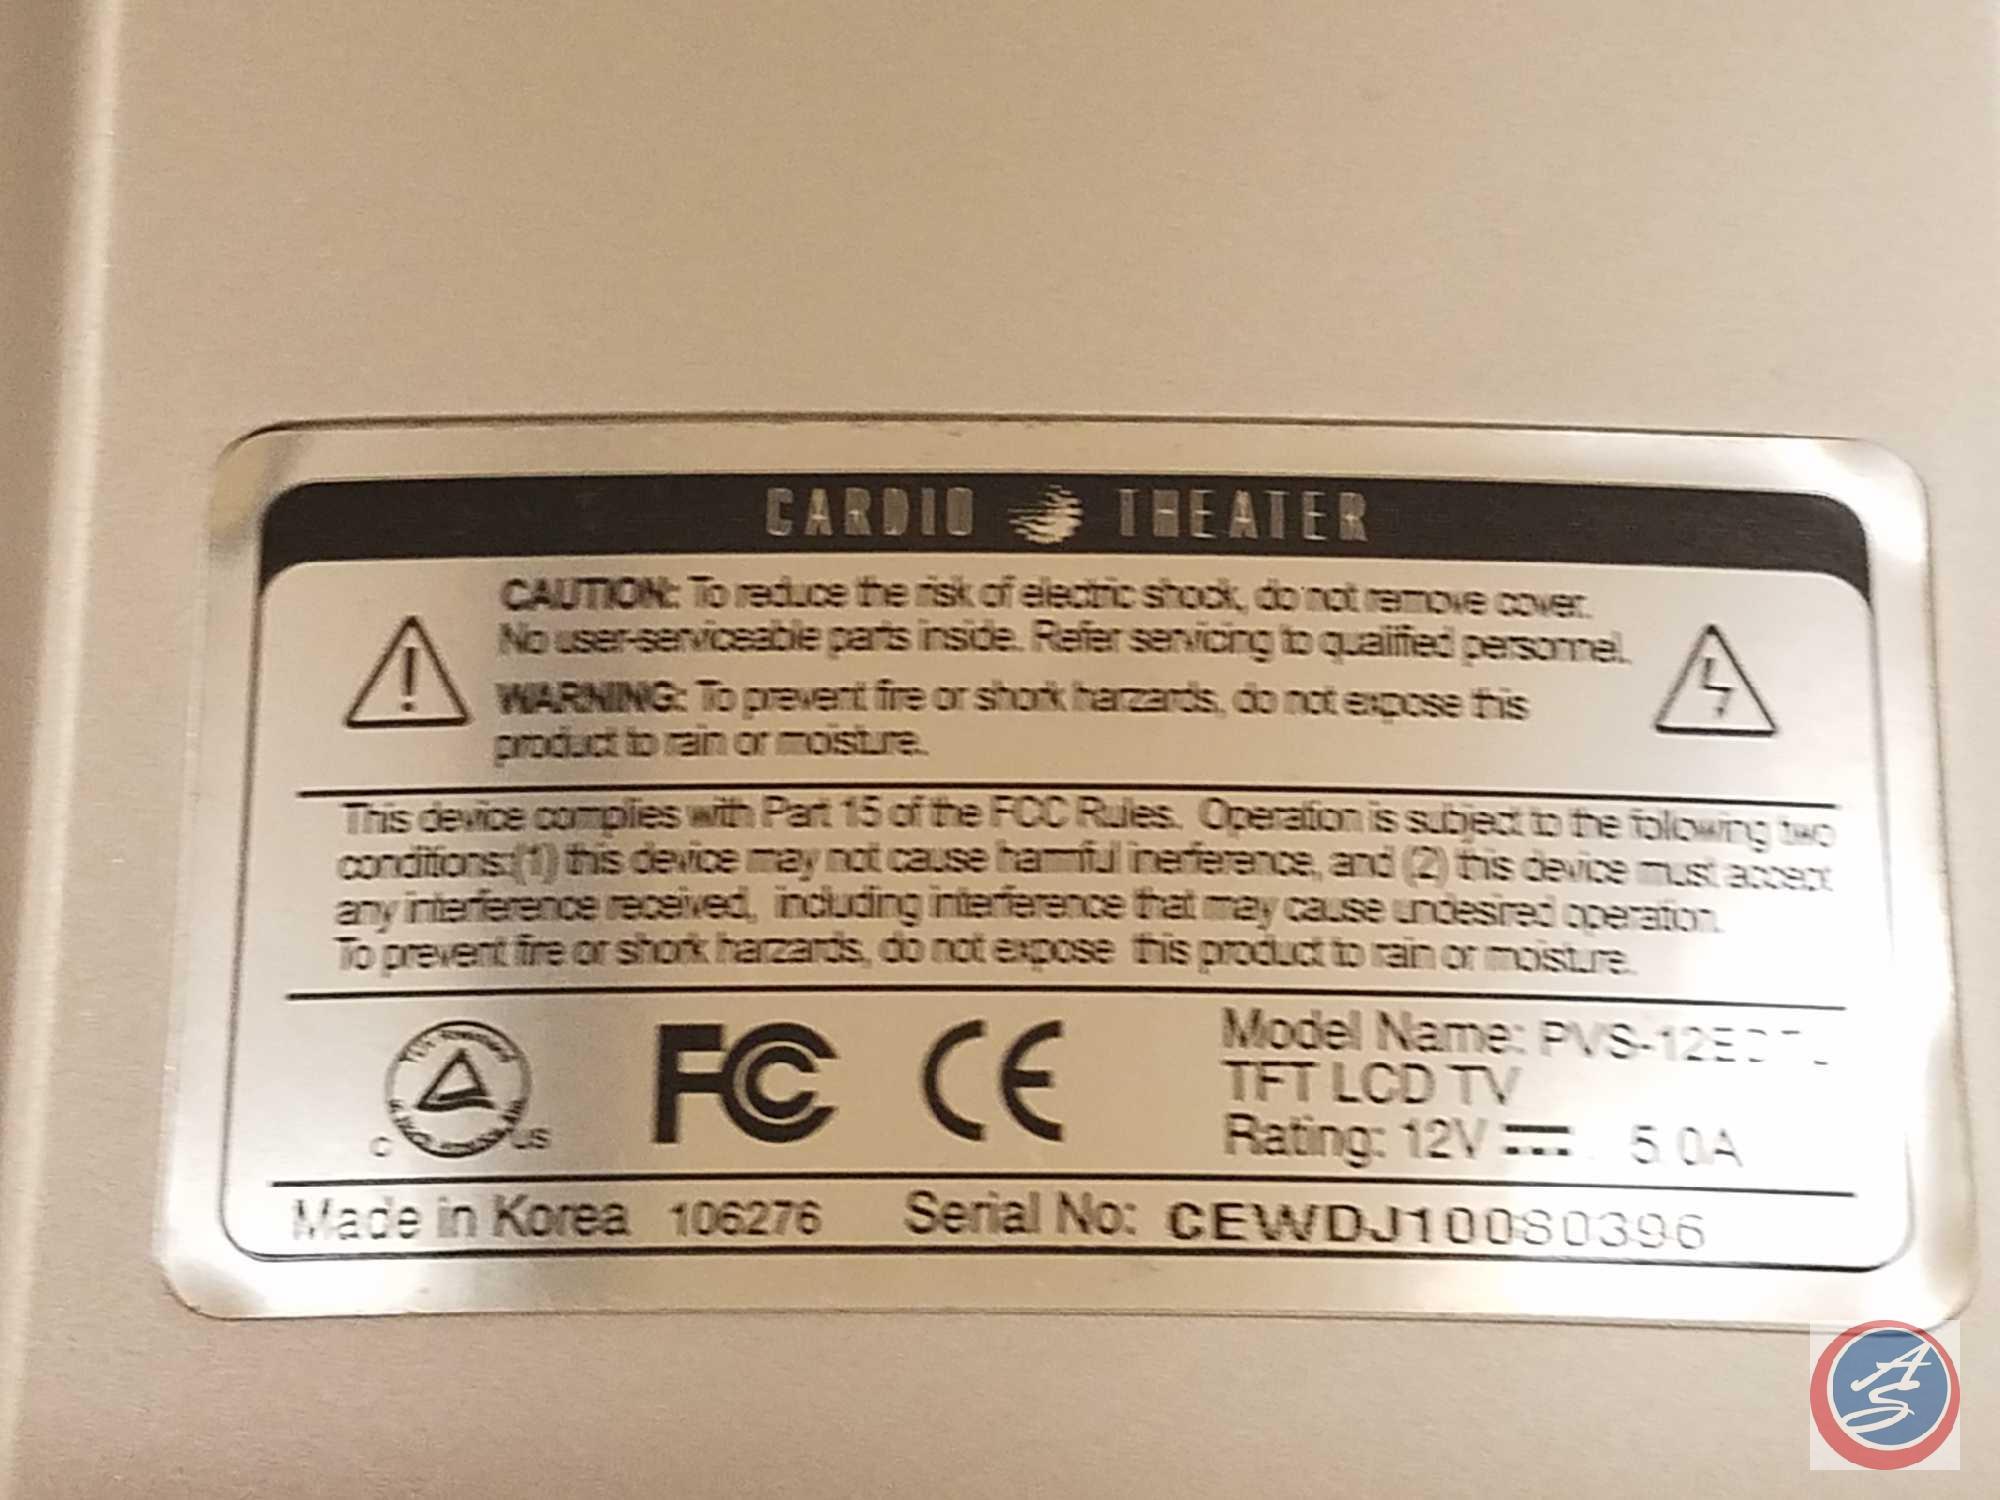 CARDIO THEATER
CAUTION: To reduce the risk of electric shock, do not remove cover.
No user-serviceable parts inside. Refer servicing to qualified personnel.
WARNING: To prevent fire or shork harzards, do not expose this
product to rain or moisture.
This device complies with Part 15 of the FCC Rules. Operation is subject to the following two
conditions:(1) this device may not cause harmful inerference, and (2) this device must accept
any interference received, including interference that may cause undesired operation.
To prevent fire or shork harzards, do not expose this product to rain or moisture.
C US
FC CE
Model Name:
TFT LCD TV
Rating: 12V 5.0A
Made in Korea 106276 Serial No: CEWDJ10080396
AS